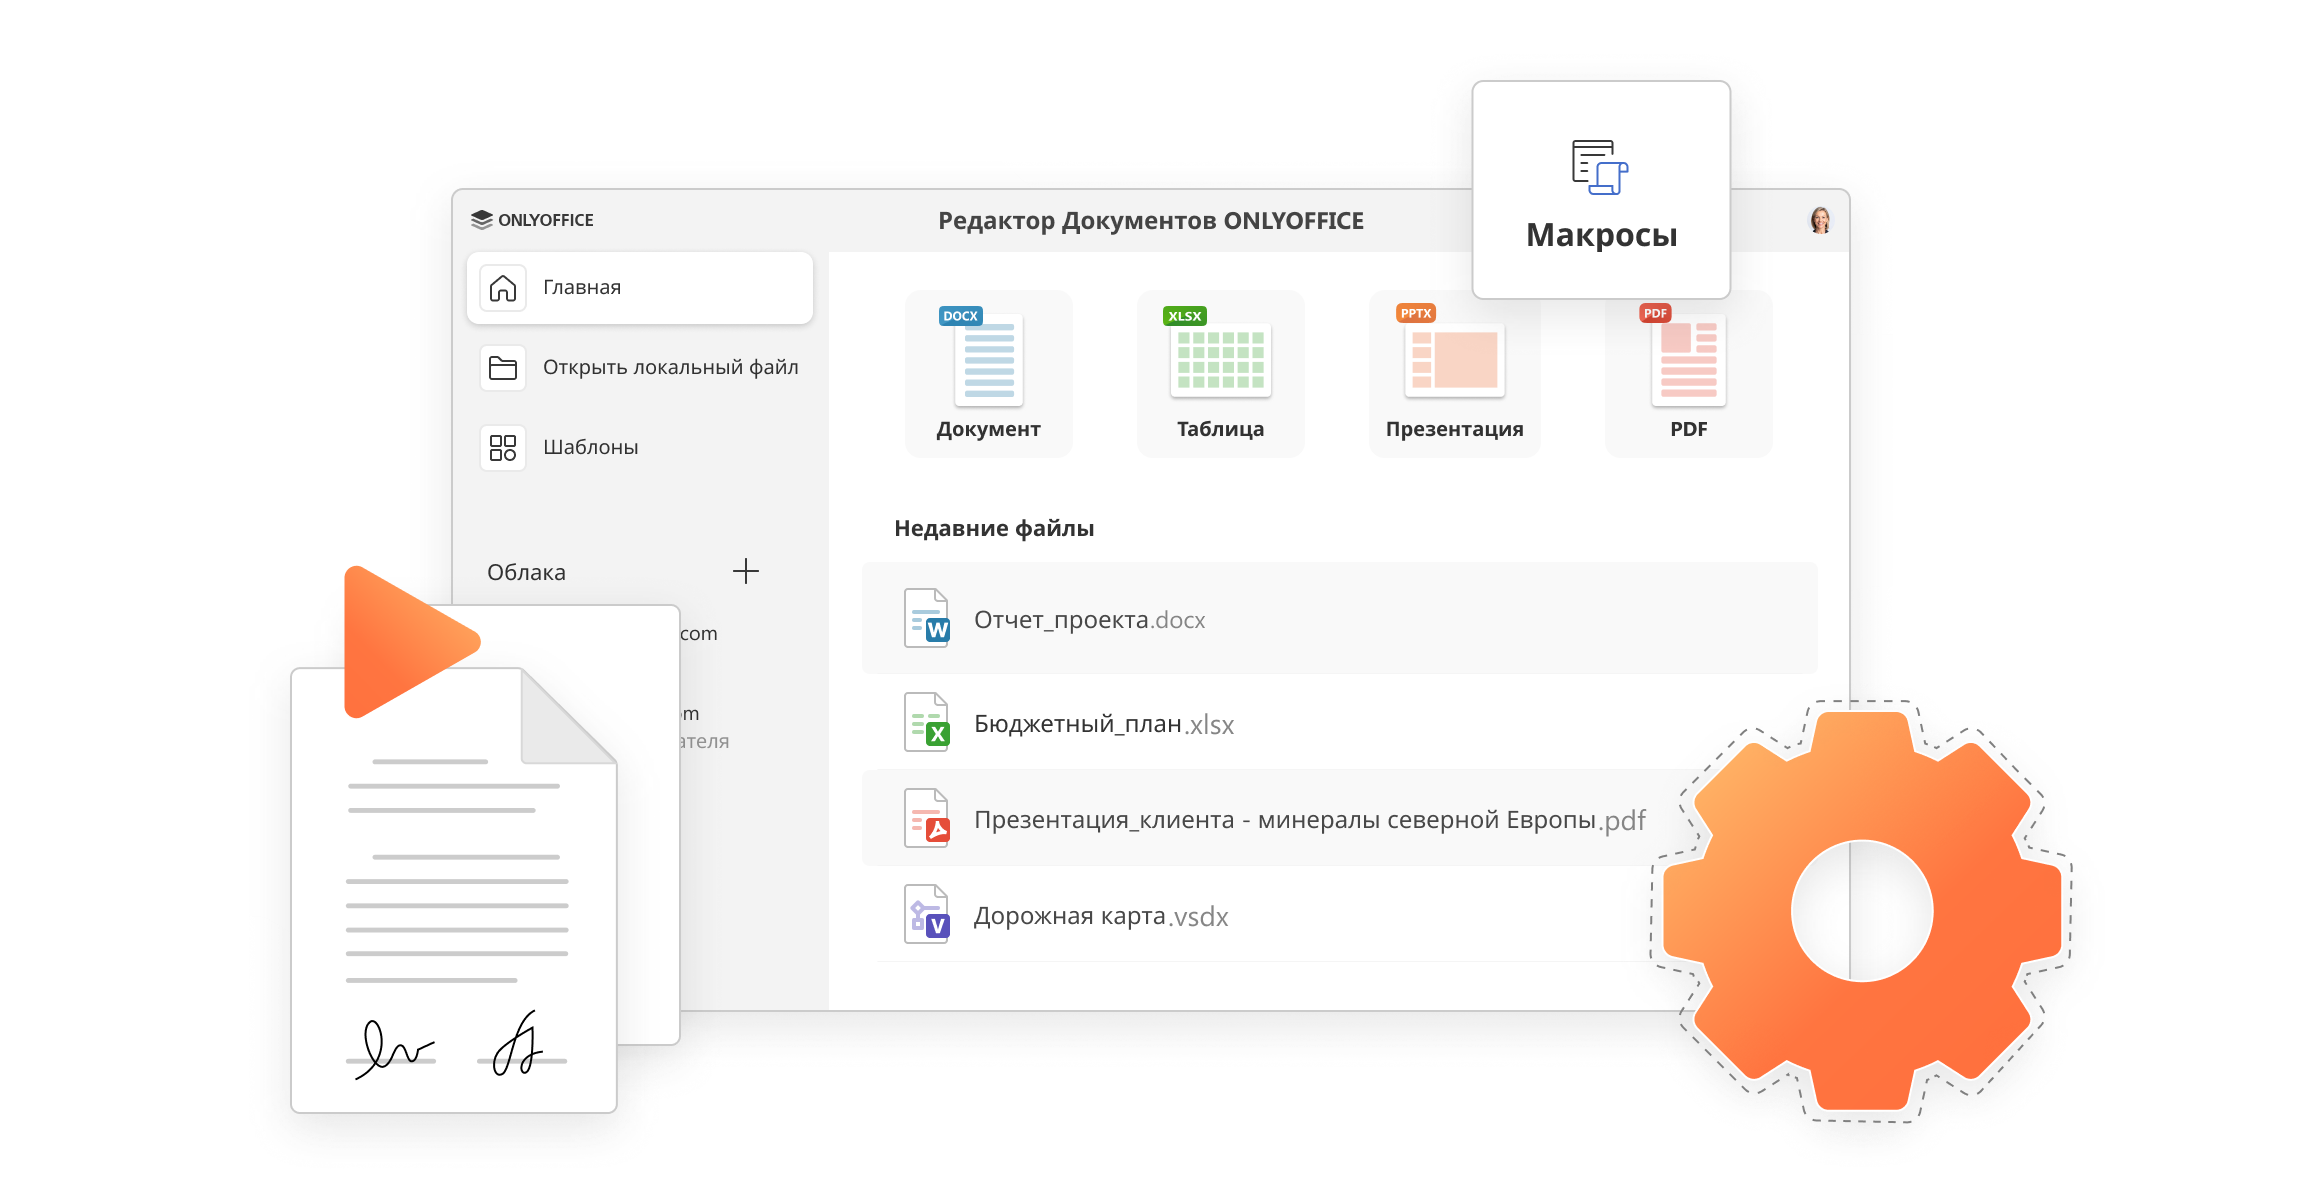 Макросы
ONLYOFFICE
Редактор Документов ONLYOFFICE
Главная
Открыть локальный файл
Шаблоны
Облака
com
ателя
DOCX
Документ
XLSX
Таблица
PPTX
Презентация
PDF
PDF
Недавние файлы
W
Отчет_проекта.docx
X
Бюджетный_план.xlsx
Презентация_клиента - минералы северной Европы.pdf
V
Дорожная карта.vsdx